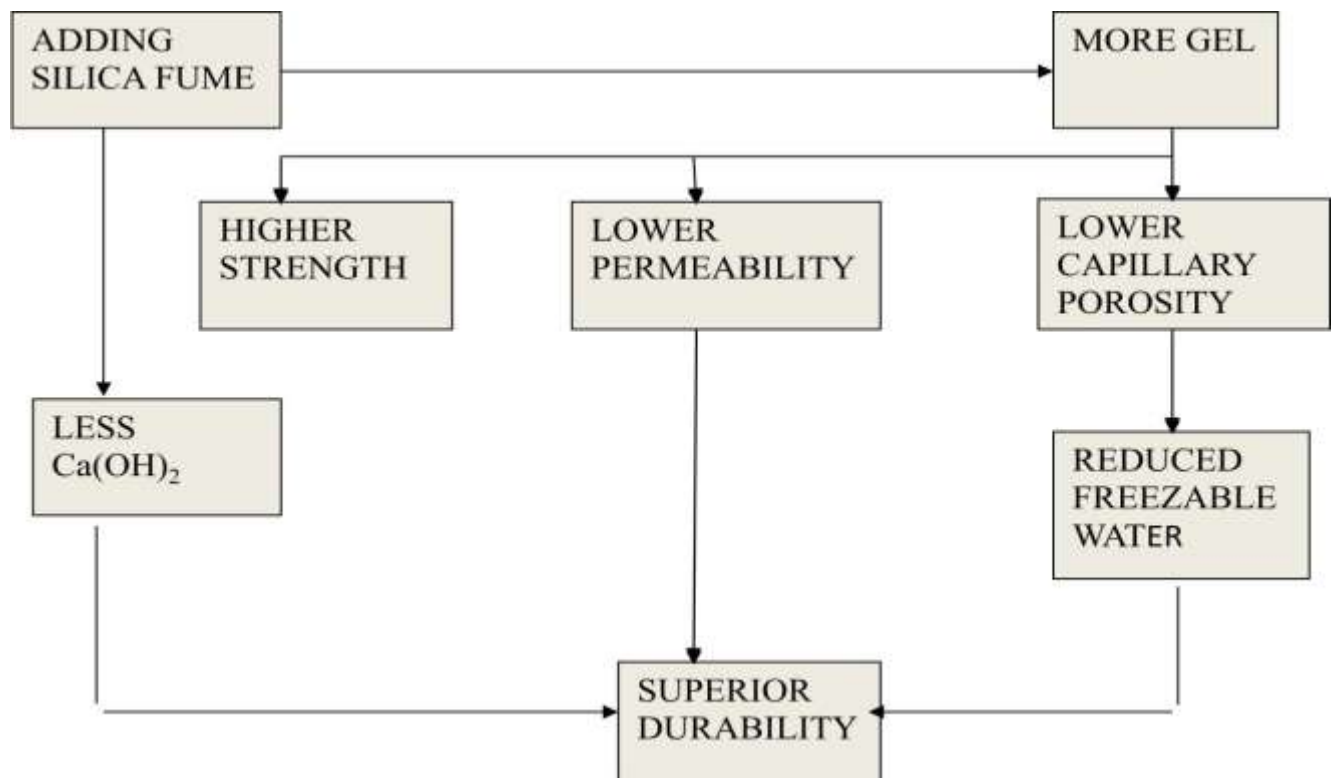 ADDING
SILICA FUME
MORE GEL
HIGHER
STRENGTH
LOWER
PERMEABILITY
LOWER
CAPILLARY
POROSITY
LESS
Ca(OH)₂
REDUCED
FREEZABLE
WATER
SUPERIOR
DURABILITY